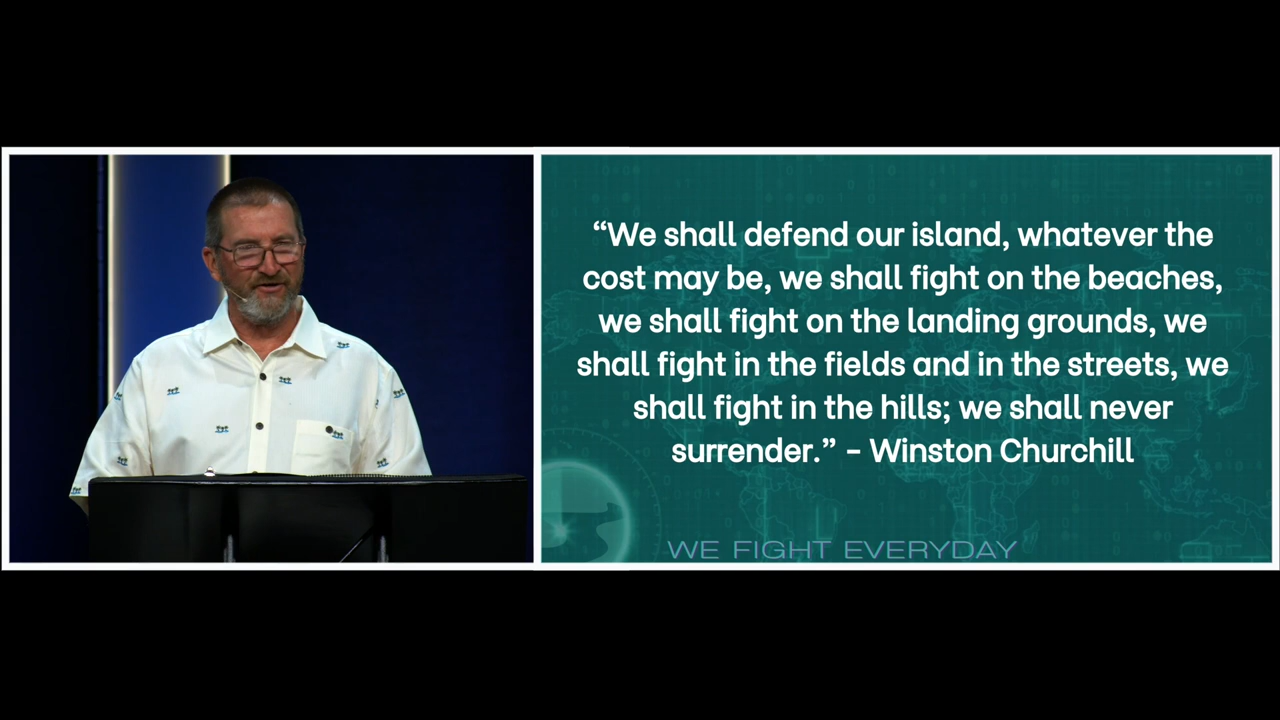 “We shall defend our island, whatever the
cost may be, we shall fight on the beaches,
we shall fight on the landing grounds, we
shall fight in the fields and in the streets, we
shall fight in the hills; we shall never
surrender.” – Winston Churchill
WE FIGHT EVERYDAY